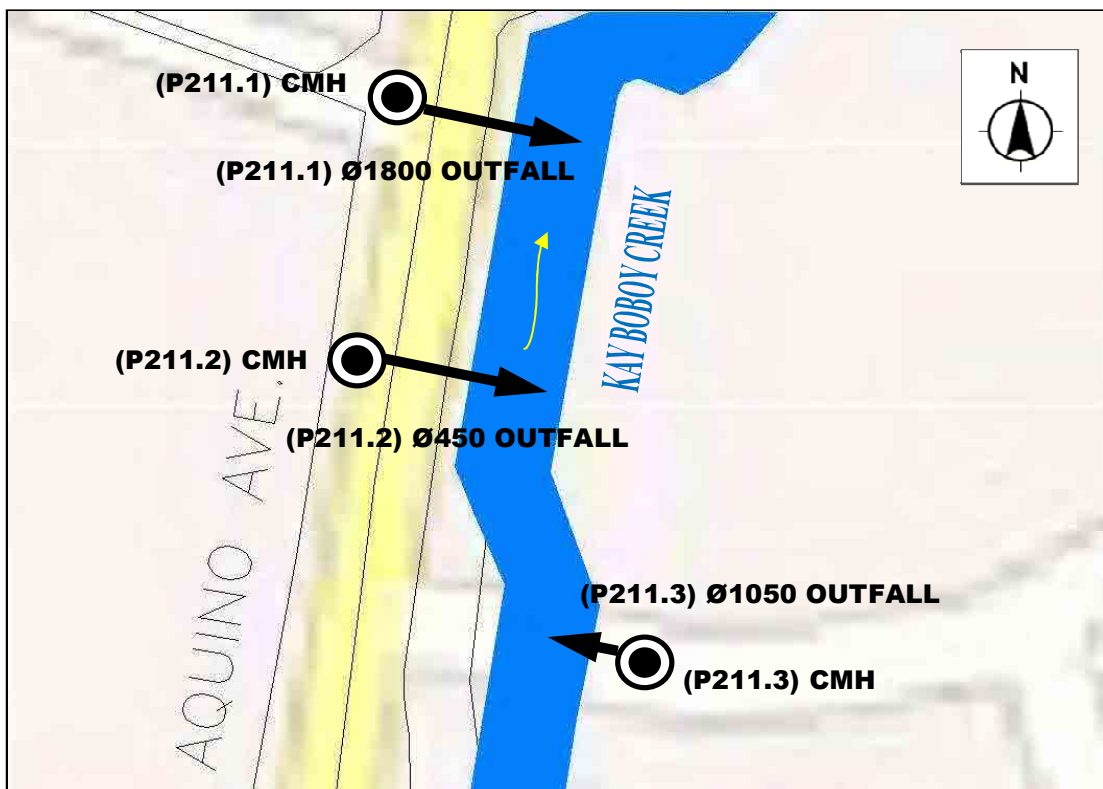 N
(P211.1) CMH
(P211.1) Ø1800 OUTFALL
KAY BOBOY CREEK
(P211.2) CMH
(P211.2) Ø450 OUTFALL
AQUINO AVE.
(P211.3) Ø1050 OUTFALL
(P211.3) CMH